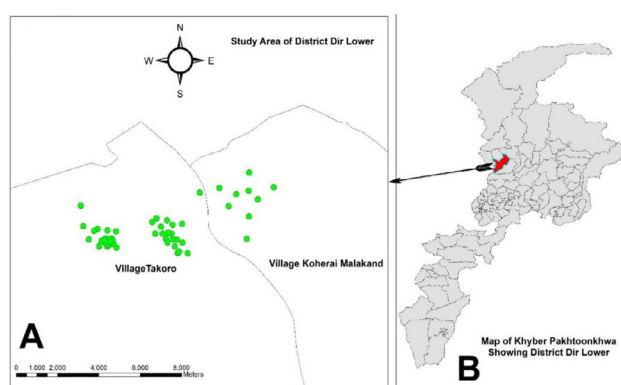 Study Area of District Dir Lower
N
W E
S
VillageTakoro
Village Koherai Malakand
A
0 1,000 2,000 4,000 6,000 8,000
Meters
B
Map of Khyber Pakhtoonkhwa
Showing District Dir Lower